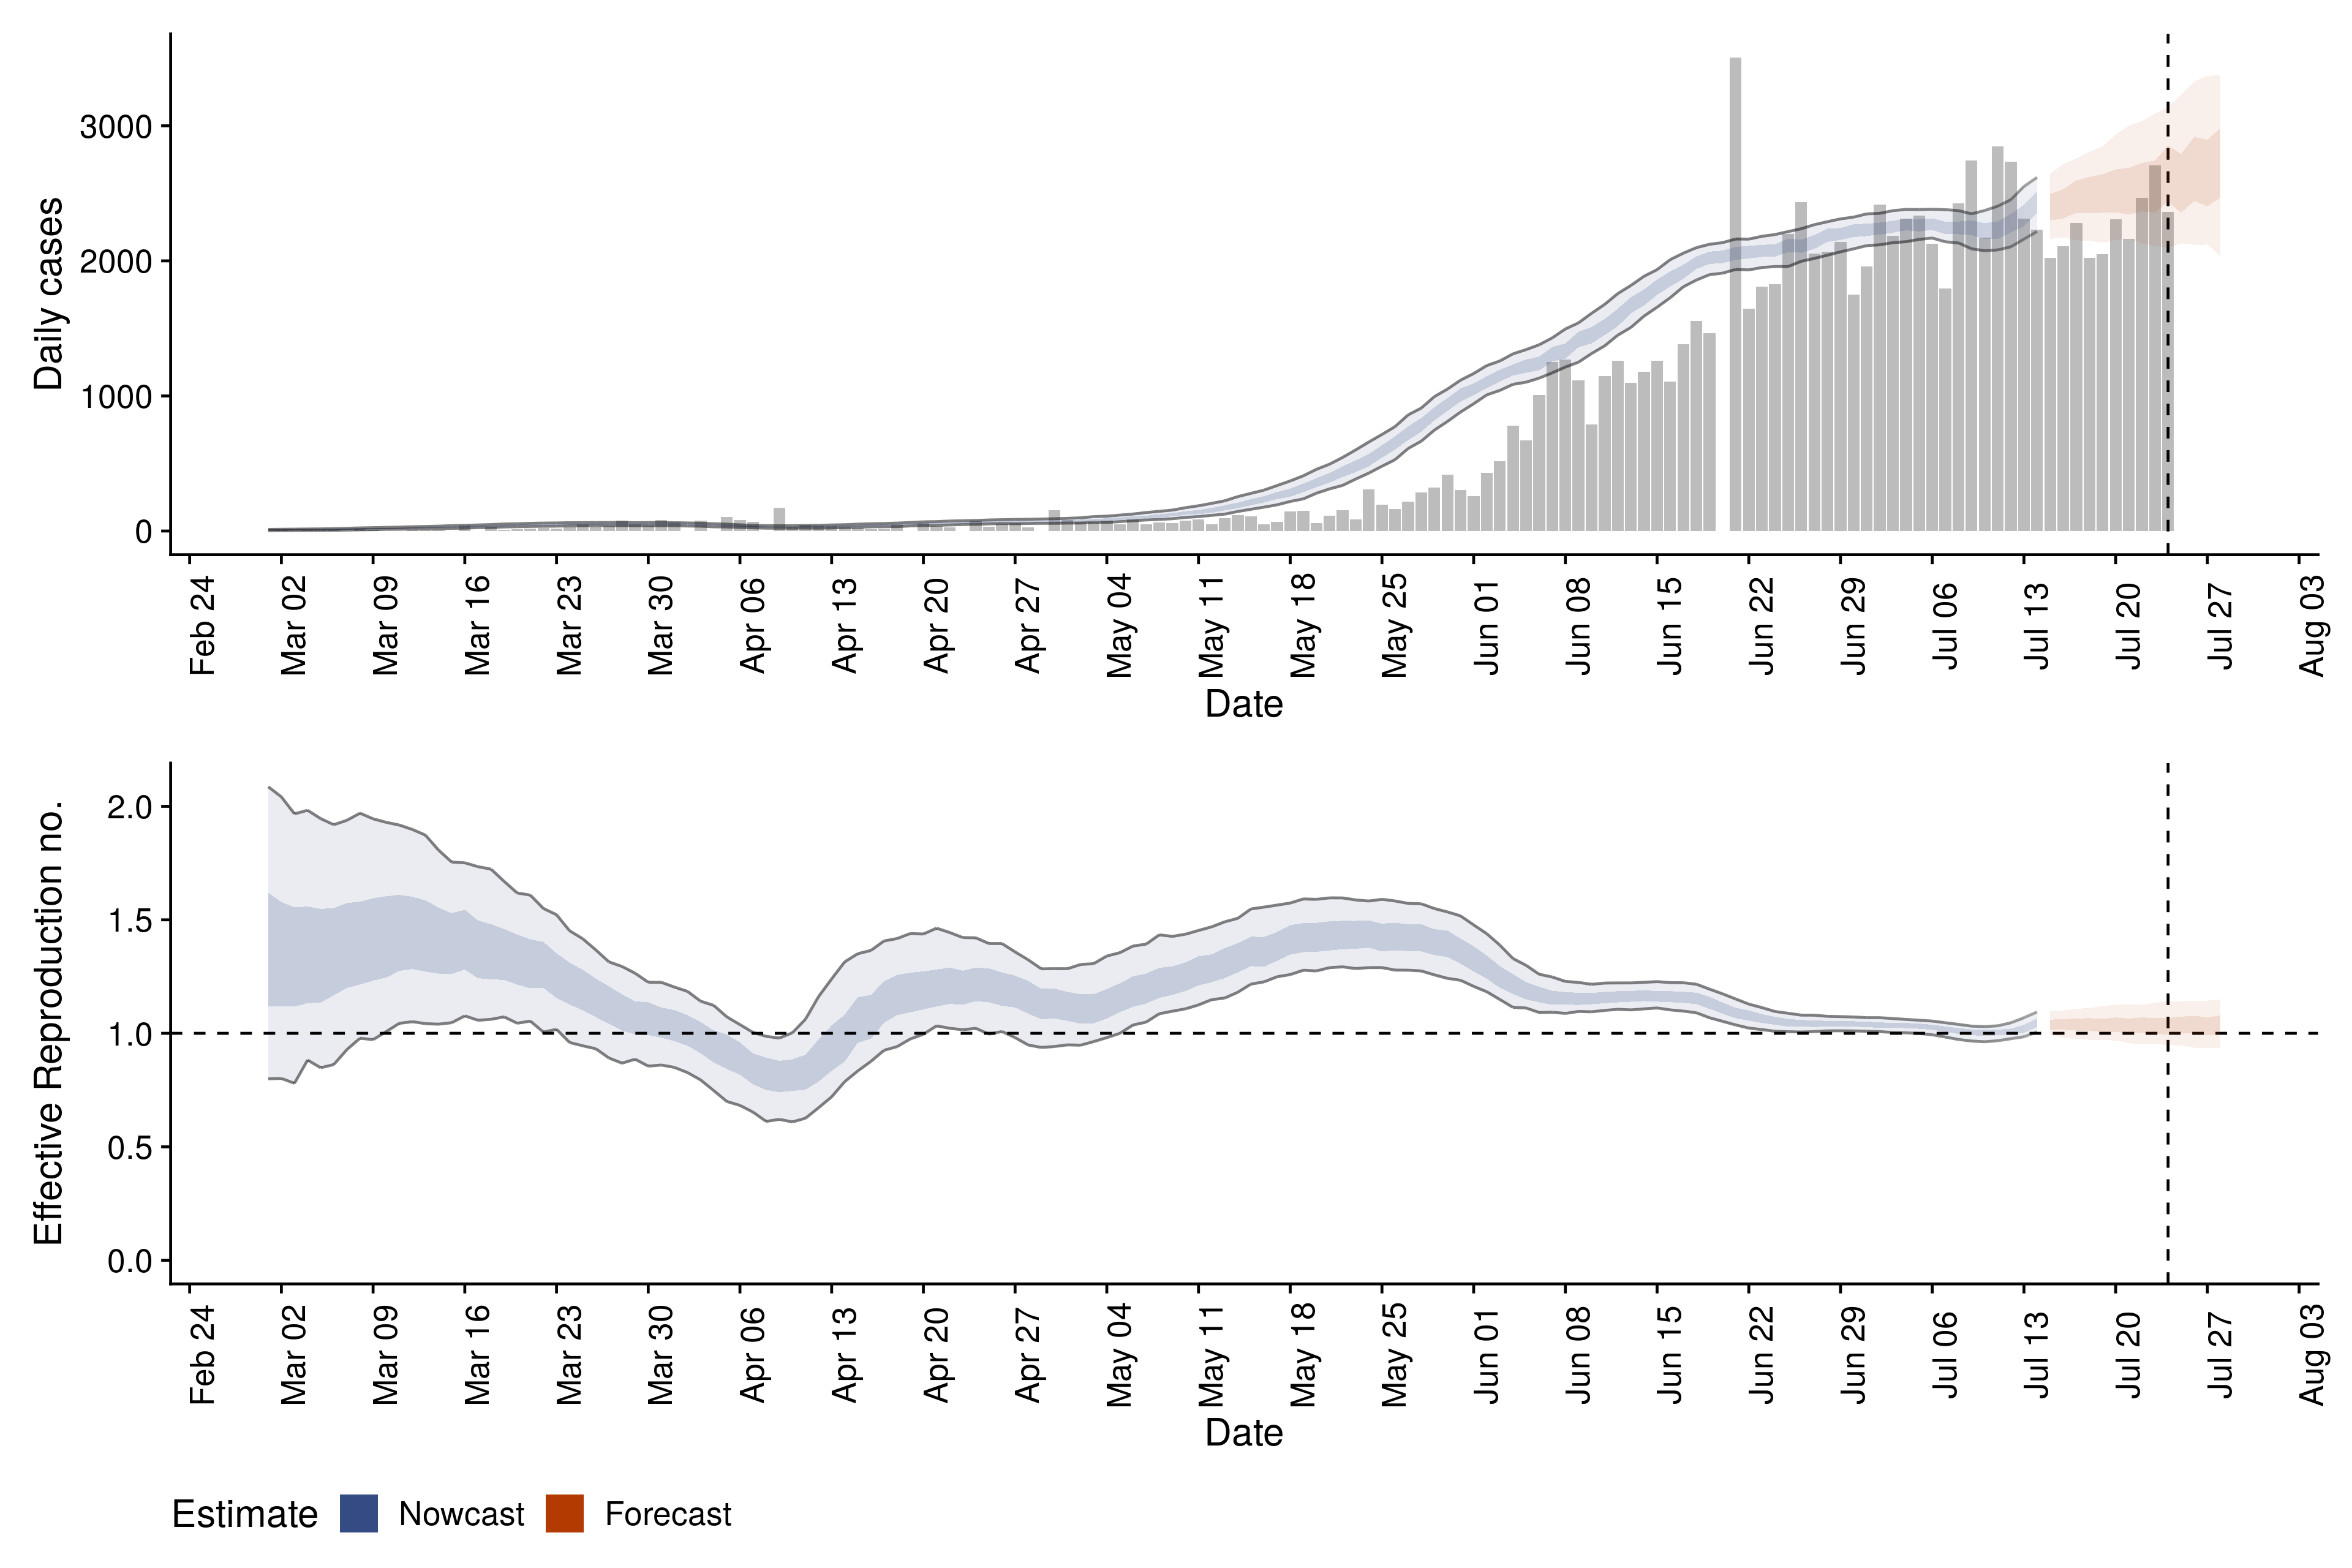 Daily cases
3000
2000
1000
0
Feb 24
Mar 02
Mar 09
Mar 16
Mar 23
Mar 30
Apr 06
Apr 13
Apr 20
Apr 27
May 04
May 11
May 18
May 25
Jun 01
Jun 08
Jun 15
Jun 22
Jun 29
Jul 06
Jul 13
Jul 20
Jul 27
Aug 03
Date
Effective Reproduction no.
2.0
1.5
1.0
0.5
0.0
Feb 24
Mar 02
Mar 09
Mar 16
Mar 23
Mar 30
Apr 06
Apr 13
Apr 20
Apr 27
May 04
May 11
May 18
May 25
Jun 01
Jun 08
Jun 15
Jun 22
Jun 29
Jul 06
Jul 13
Jul 20
Jul 27
Aug 03
Date
Estimate Nowcast Forecast